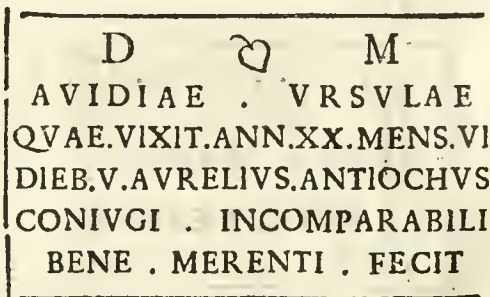 D ❦ M
AVIDIAE . VRSVLAE
QVAE.VIXIT.ANN.XX.MENS.VI
DIEB.V.AVRELIVS.ANTIOCHVS
CONIVGI . INCOMPARABILI
BENE . MERENTI . FECIT